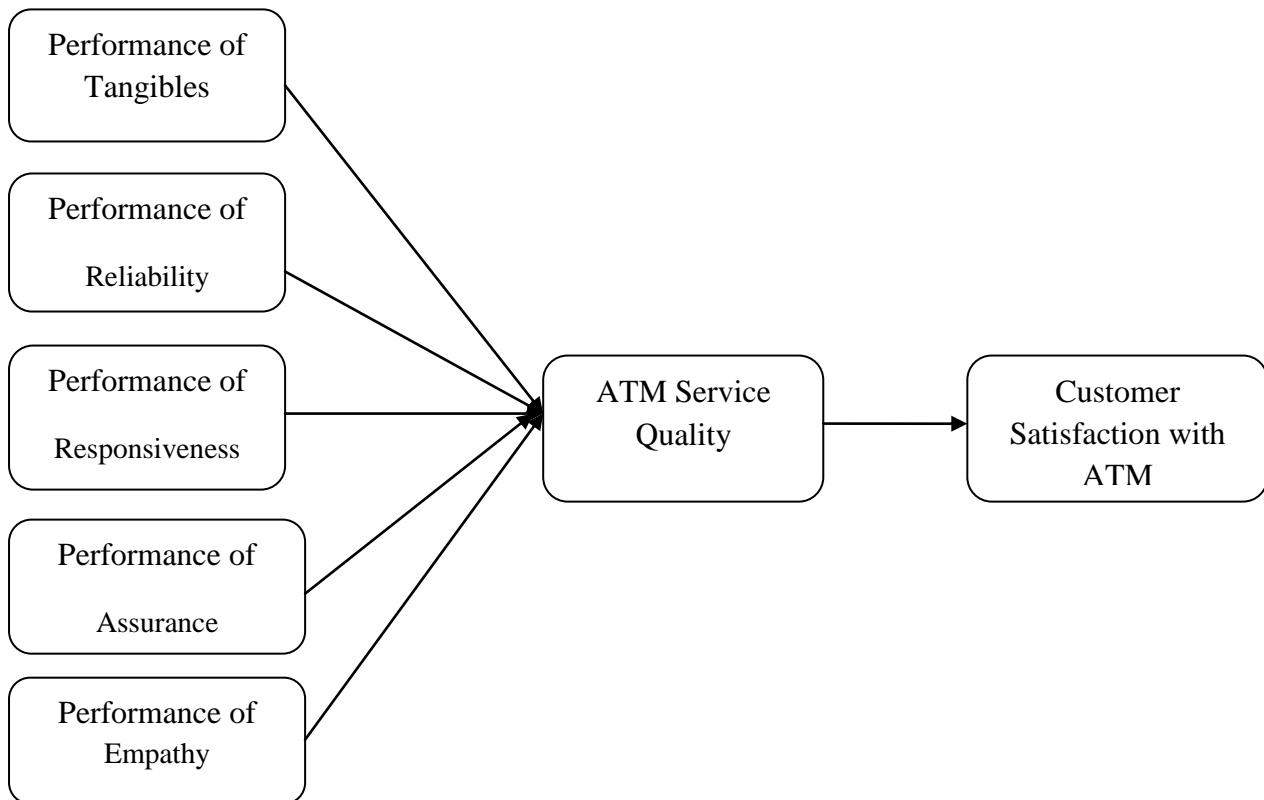 Performance of
Tangibles
Performance of
Reliability
Performance of
Responsiveness
Performance of
Assurance
Performance of
Empathy
ATM Service
Quality
Customer
Satisfaction with
ATM